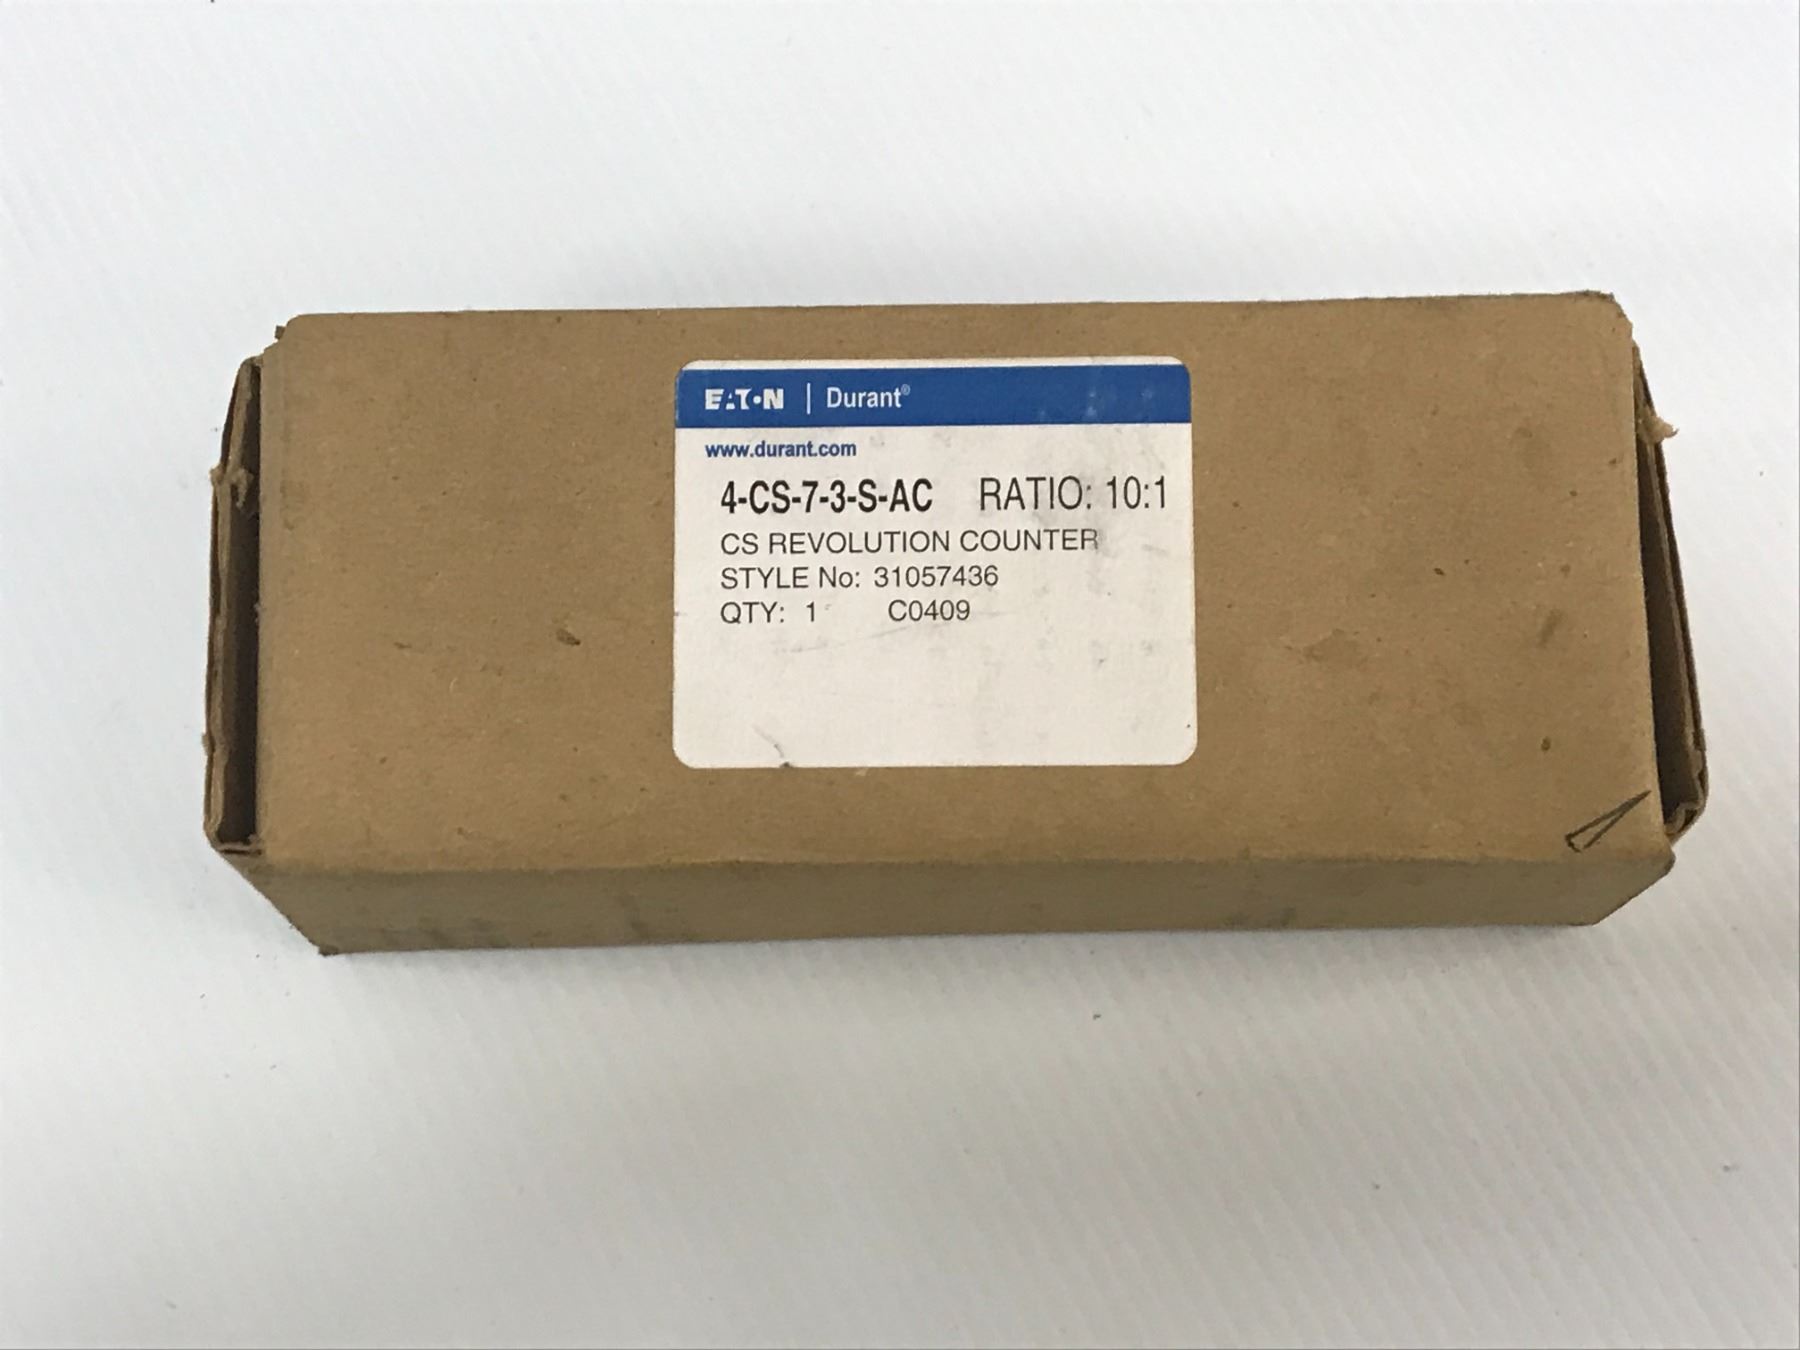 EATON | Durant®
www.durant.com
4-CS-7-3-S-AC RATIO: 10:1
CS REVOLUTION COUNTER
STYLE No: 31057436
QTY: 1 C0409